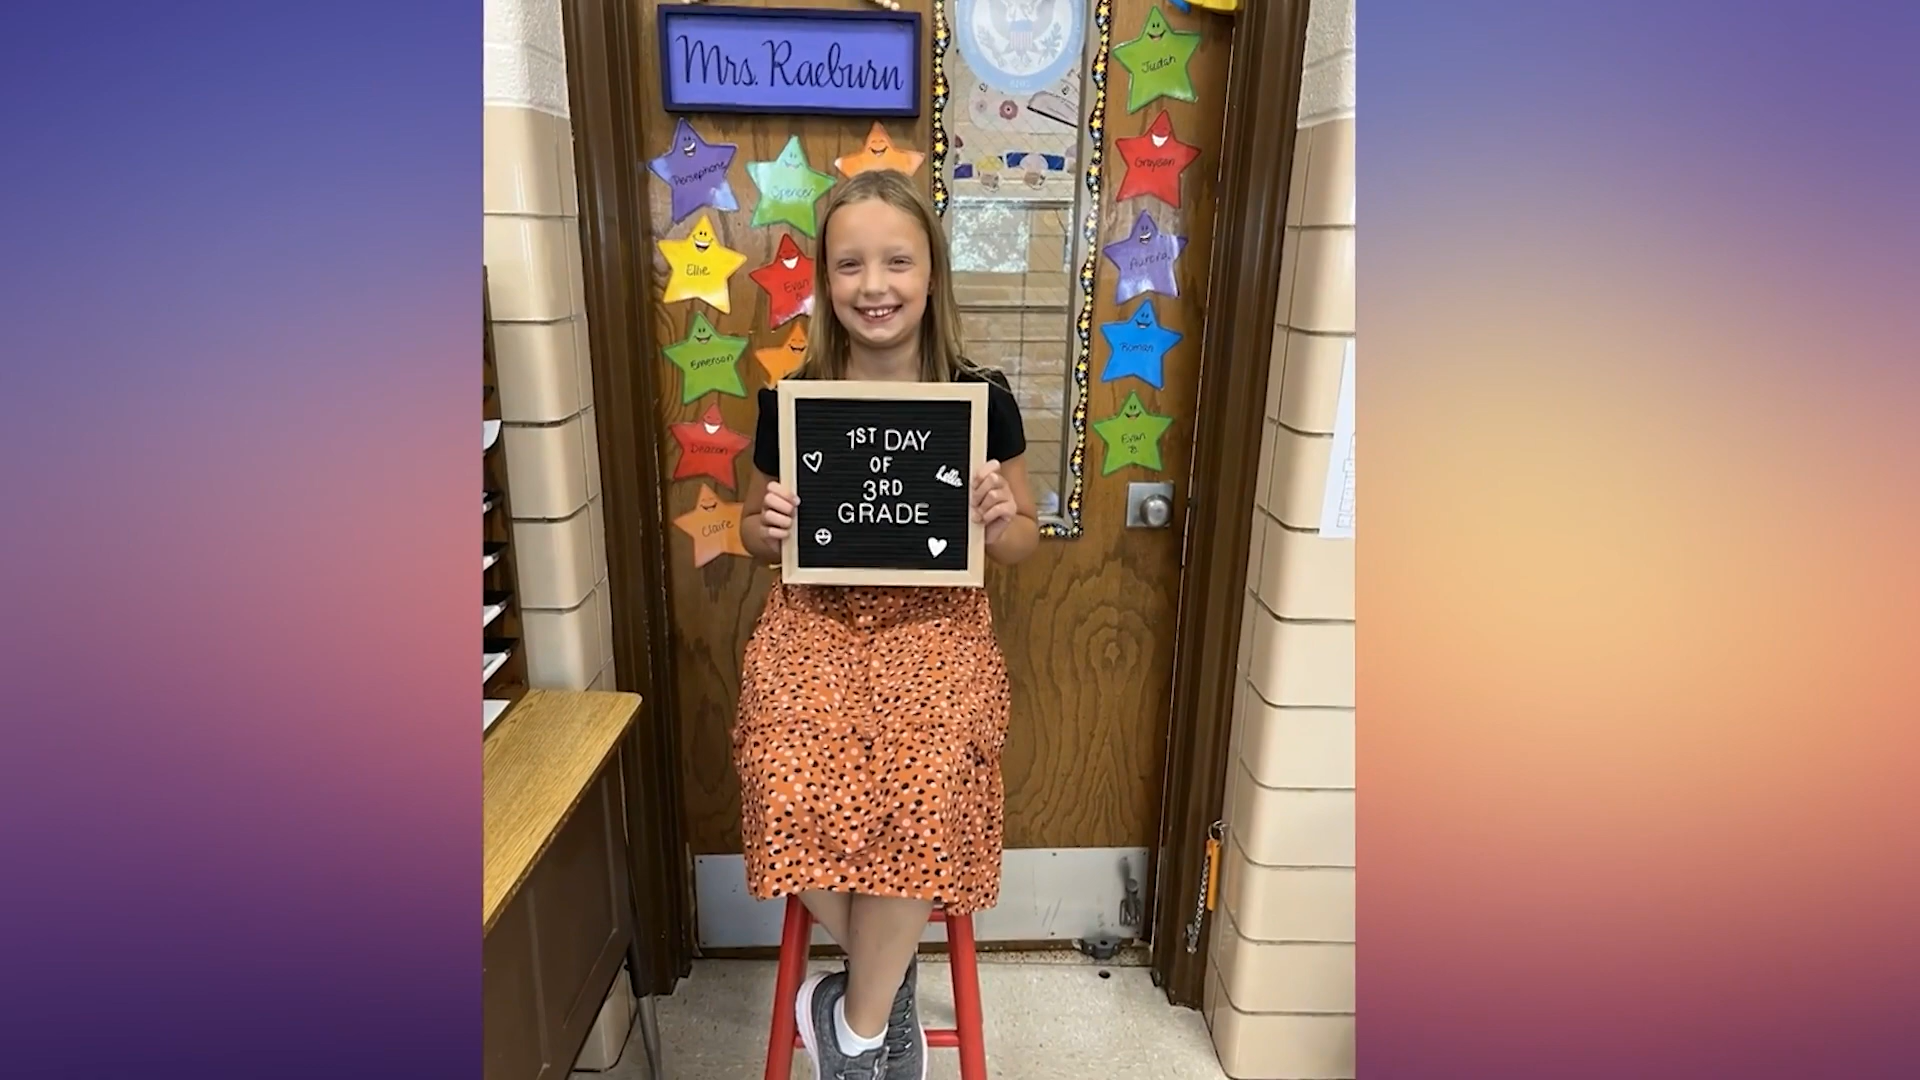 Mrs. Raeburn
Judah
Persephone
Spencer
Grayson
Ellie
Evan
Aurora
Emerson
Roman
1ST DAY
OF
3RD
GRADE
hello
Deacon
Evan B
Claire